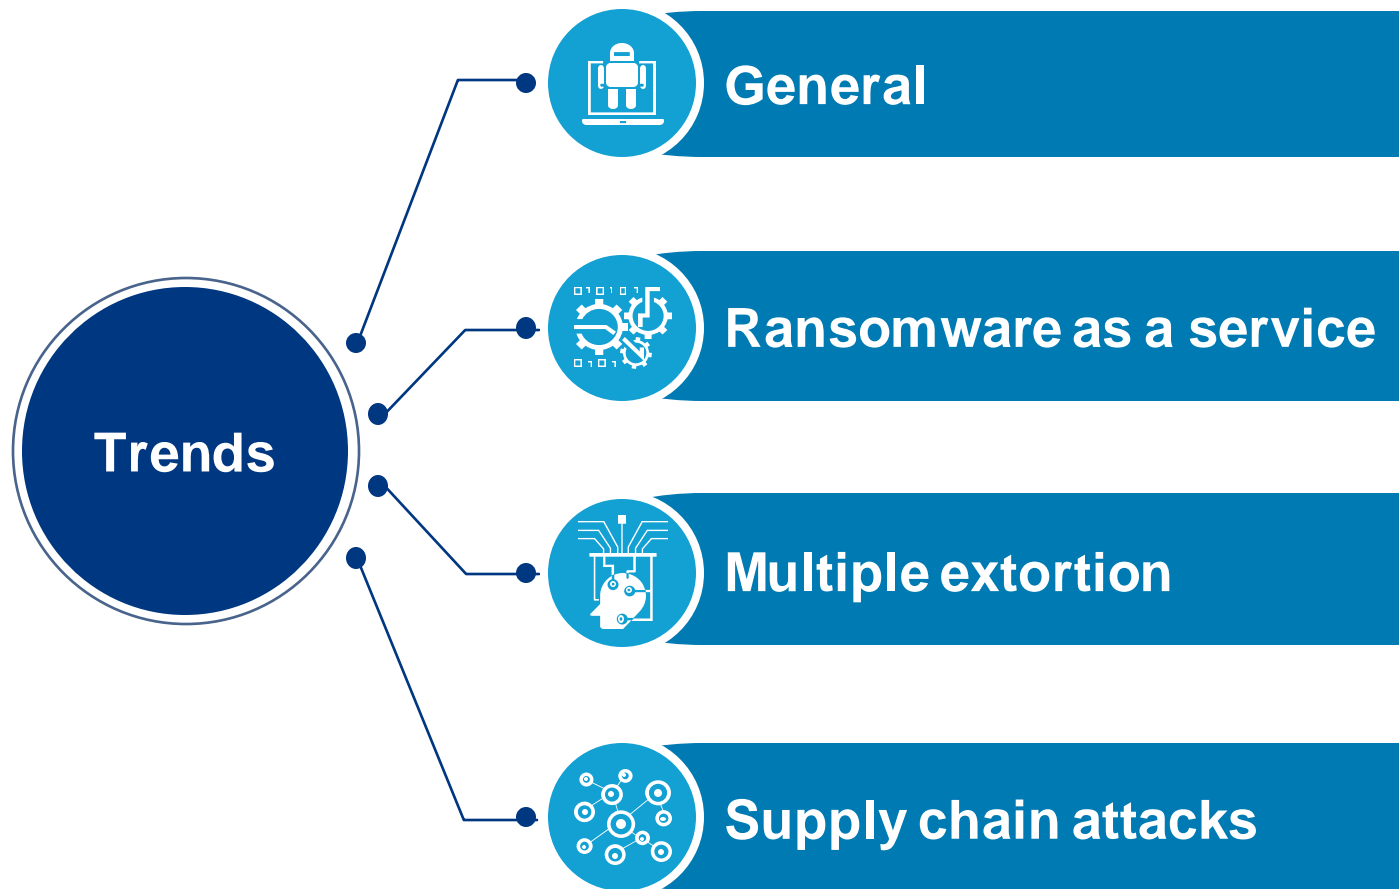 General
Ransomware as a service
Trends
Multiple extortion
Supply chain attacks